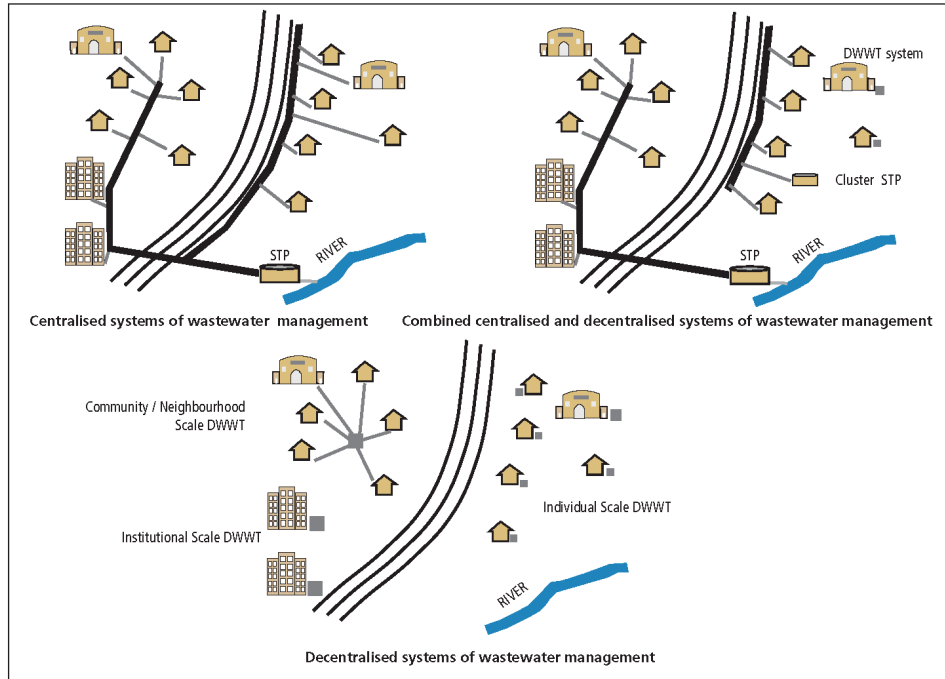 DWWT system
Cluster STP
STP
RIVER
STP
RIVER
Centralised systems of wastewater management
Combined centralised and decentralised systems of wastewater management
Community / Neighbourhood
Scale DWWT
Institutional Scale DWWT
Individual Scale DWWT
RIVER
Decentralised systems of wastewater management